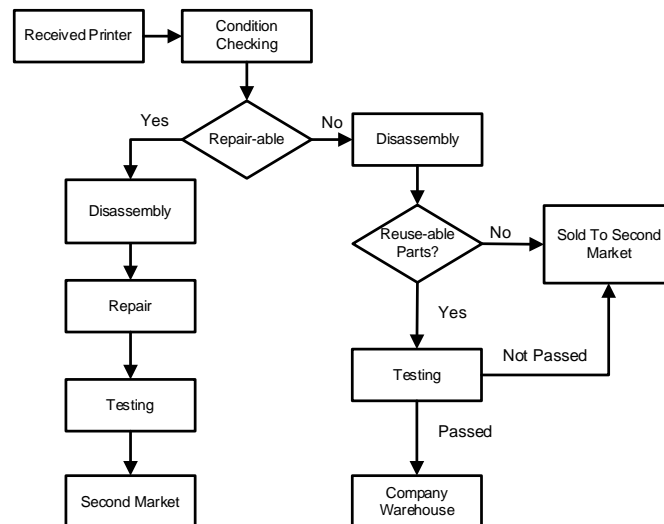 Received Printer
Condition
Checking
Yes
Repair-able
No
Disassembly
Disassembly
Reuse-able
Parts?
No
Sold To Second
Market
Repair
Yes
Not Passed
Testing
Testing
Passed
Second Market
Company
Warehouse